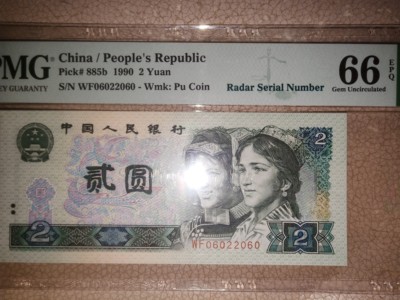 PMG
China / People's Republic
Pick# 885b 1990 2 Yuan
S/N WF06022060 - Wmk: Pu Coin
Radar Serial Number
66
EPQ
Gem Uncirculated
Y GUARANTY
中国人民银行
贰圆
2
WF06022060
2
2